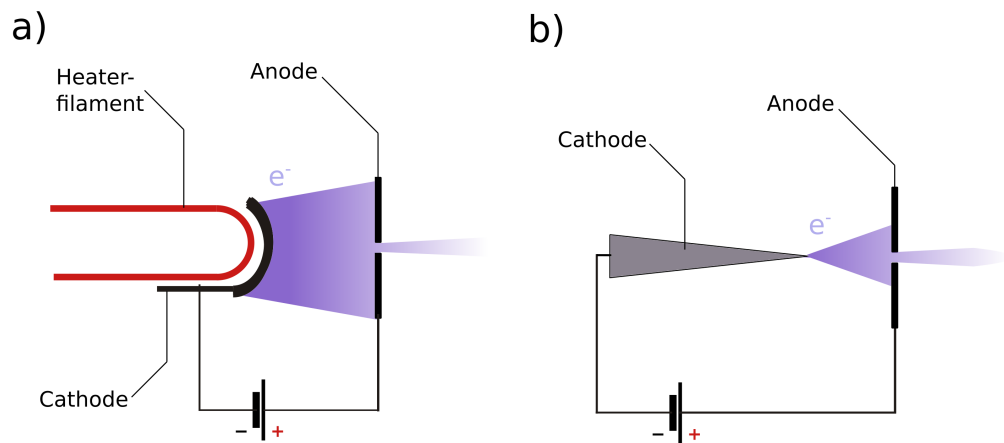 a)
Heater-
filament
Anode
e-
Cathode
− +
b)
Cathode
Anode
e-
− +